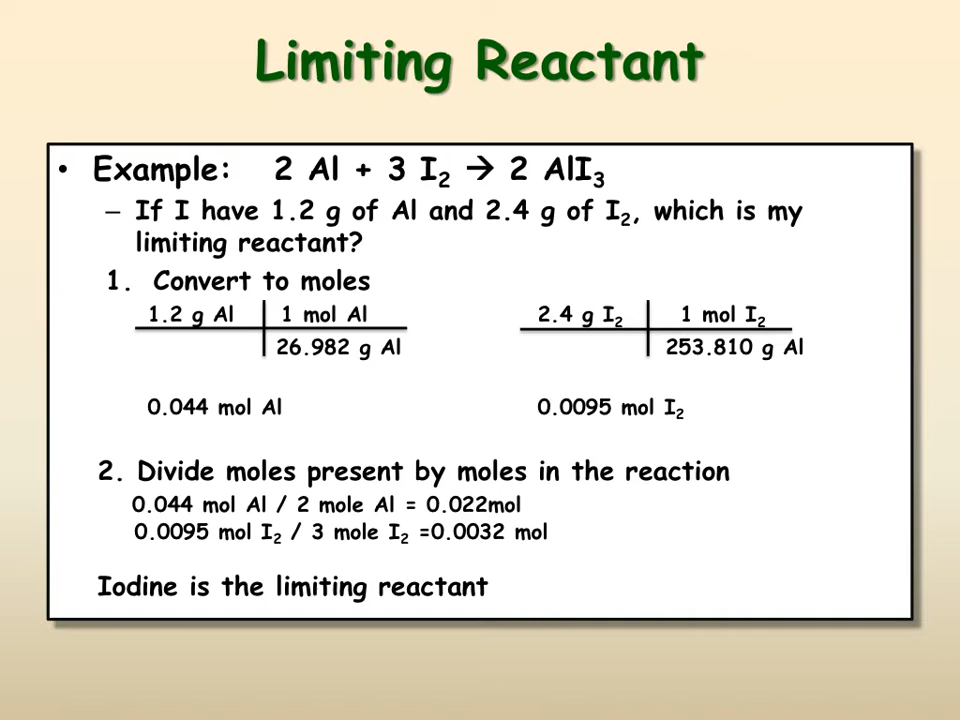 Limiting Reactant
• Example: 2 Al + 3 I₂ → 2 AlI₃
– If I have 1.2 g of Al and 2.4 g of I₂, which is my
limiting reactant?
1. Convert to moles
1.2 g Al 1 mol Al 2.4 g I₂ 1 mol I₂
26.982 g Al 253.810 g Al
0.044 mol Al 0.0095 mol I₂
2. Divide moles present by moles in the reaction
0.044 mol Al / 2 mole Al = 0.022mol
0.0095 mol I₂ / 3 mole I₂ =0.0032 mol
Iodine is the limiting reactant